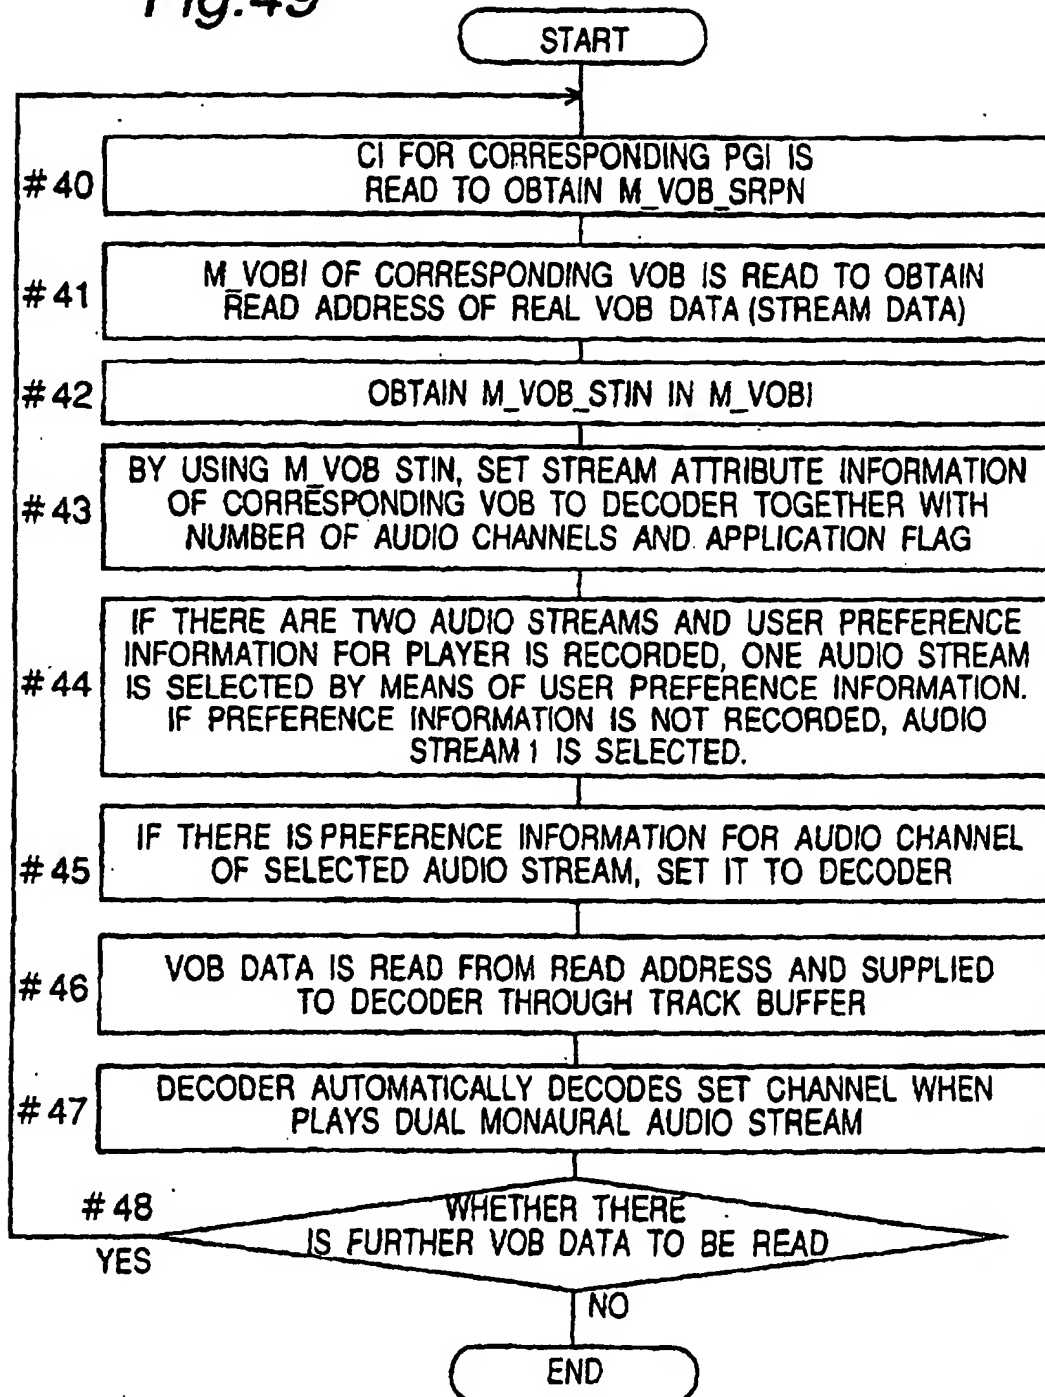 Fig.49
START
#40
CI FOR CORRESPONDING PGI IS
READ TO OBTAIN M_VOB_SRPN
#41
M_VOBI OF CORRESPONDING VOB IS READ TO OBTAIN
READ ADDRESS OF REAL VOB DATA (STREAM DATA)
#42
OBTAIN M_VOB_STIN IN M_VOBI
#43
BY USING M_VOB STIN, SET STREAM ATTRIBUTE INFORMATION
OF CORRESPONDING VOB TO DECODER TOGETHER WITH
NUMBER OF AUDIO CHANNELS AND APPLICATION FLAG
#44
IF THERE ARE TWO AUDIO STREAMS AND USER PREFERENCE
INFORMATION FOR PLAYER IS RECORDED, ONE AUDIO STREAM
IS SELECTED BY MEANS OF USER PREFERENCE INFORMATION.
IF PREFERENCE INFORMATION IS NOT RECORDED, AUDIO
STREAM 1 IS SELECTED.
#45
IF THERE IS PREFERENCE INFORMATION FOR AUDIO CHANNEL
OF SELECTED AUDIO STREAM, SET IT TO DECODER
#46
VOB DATA IS READ FROM READ ADDRESS AND SUPPLIED
TO DECODER THROUGH TRACK BUFFER
#47
DECODER AUTOMATICALLY DECODES SET CHANNEL WHEN
PLAYS DUAL MONAURAL AUDIO STREAM
#48
WHETHER THERE
IS FURTHER VOB DATA TO BE READ
YES
NO
END